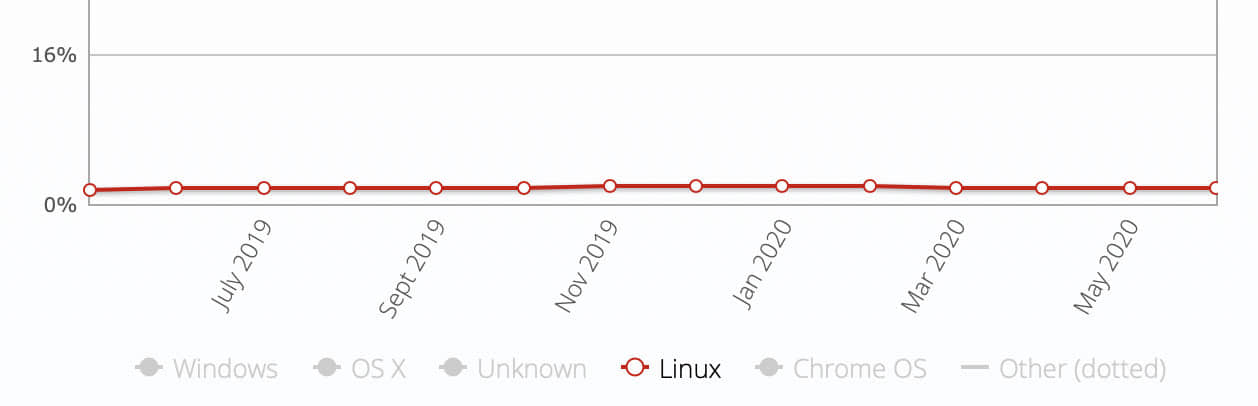 16%
0%
July 2019
Sept 2019
Nov 2019
Jan 2020
Mar 2020
May 2020
Windows OS X Unknown Linux Chrome OS Other (dotted)